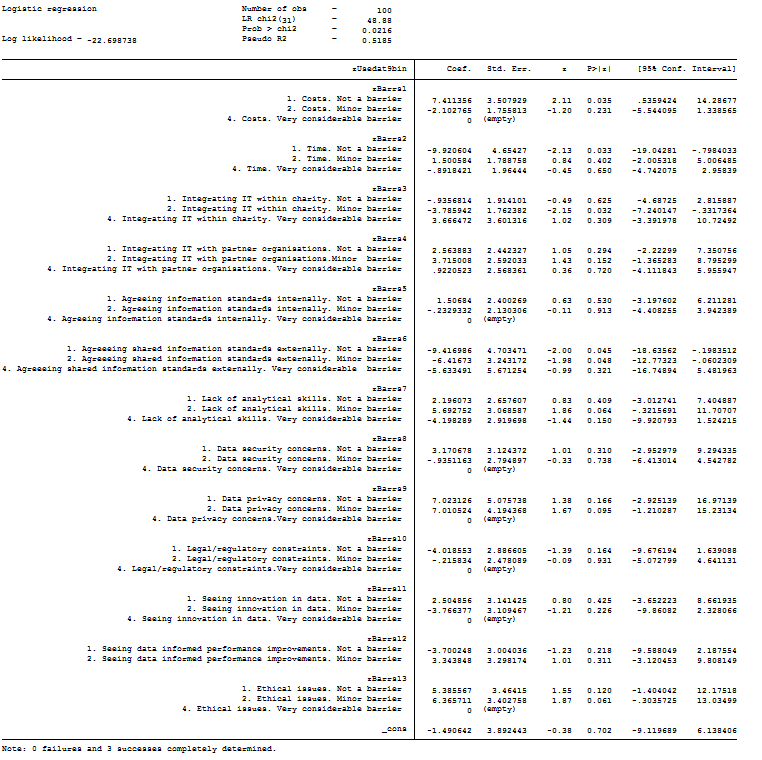 Logistic regression Number of obs = 100
LR chi2(31) = 48.88
Prob > chi2 = 0.0216
Log likelihood = -22.698738 Pseudo R2 = 0.5185
rUsedat9bin Coef. Std. Err. z P>|z| [95% Conf. Interval]
rBarrs1
1. Costs. Not a barrier 7.411356 3.507929 2.11 0.035 .5359424 14.28677
2. Costs. Minor barrier -2.102765 1.755813 -1.20 0.231 -5.544095 1.338565
4. Costs. Very considerable barrier 0 (empty)
rBarrs2
1. Time. Not a barrier -9.920604 4.65427 -2.13 0.033 -19.04281 -.7984033
2. Time. Minor barrier 1.500584 1.788758 0.84 0.402 -2.005318 5.006485
4. Time. Very considerable barrier -.8918421 1.96444 -0.45 0.650 -4.742075 2.95839
rBarrs3
1. Integrating IT within charity. Not a barrier -.9356814 1.914101 -0.49 0.625 -4.68725 2.815887
2. Integrating IT within charity. Minor barrier -3.785942 1.762382 -2.15 0.032 -7.240147 -.3317364
4. Integrating IT within charity. Very considerable barrier 3.666472 3.601316 1.02 0.309 -3.391978 10.72492
rBarrs4
1. Integrating IT with partner organisations. Not a barrier 2.563883 2.442327 1.05 0.294 -2.22299 7.350756
2. Integrating IT with partner organisations.Minor barrier 3.715008 2.592033 1.43 0.152 -1.365283 8.795299
4. Integrating IT with partner organisations. Very considerable barrier .9220523 2.568361 0.36 0.720 -4.111843 5.955947
rBarrs5
1. Agreeing information standards internally. Not a barrier 1.50684 2.400269 0.63 0.530 -3.197602 6.211281
2. Agreeing information standards internally. Minor barrier -.2329332 2.130306 -0.11 0.913 -4.408255 3.942389
4. Agreeing information standards internally. Very considerable barrier 0 (empty)
rBarrs6
1. Agreeeing shared information standards externally. Not a barrier -9.416986 4.703471 -2.00 0.045 -18.63562 -.1983512
2. Agreeeing shared information standards externally. Minor barrier -6.41673 3.243172 -1.98 0.048 -12.77323 -.0602309
4. Agreeeing shared information standards externally. Very considerable barrier -5.633491 5.671254 -0.99 0.321 -16.74894 5.481963
rBarrs7
1. Lack of analytical skills. Not a barrier 2.196073 2.657607 0.83 0.409 -3.012741 7.404887
2. Lack of analytical skills. Minor barrier 5.692752 3.068587 1.86 0.064 -.3215691 11.70707
4. Lack of analytical skills. Very considerable barrier -4.198289 2.919698 -1.44 0.150 -9.920793 1.524215
rBarrs8
1. Data security concerns. Not a barrier 3.170678 3.124372 1.01 0.310 -2.952979 9.294335
2. Data security concerns. Minor barrier -.9351163 2.794897 -0.33 0.738 -6.413014 4.542782
4. Data security concerns. Very considerable barrier 0 (empty)
rBarrs9
1. Data privacy concerns. Not a barrier 7.023126 5.075738 1.38 0.166 -2.925139 16.97139
2. Data privacy concerns. Minor barrier 7.010524 4.194368 1.67 0.095 -1.210287 15.23134
4. Data privacy concerns.Very considerable barrier 0 (empty)
rBarrs10
1. Legal/regulatory constraints. Not a barrier -4.018553 2.886605 -1.39 0.164 -9.676194 1.639088
2. Legal/regulatory constraints. Minor barrier -.215834 2.478089 -0.09 0.931 -5.072799 4.641131
4. Legal/regulatory constraints.Very considerable barrier 0 (empty)
rBarrs11
1. Seeing innovation in data. Not a barrier 2.504856 3.141425 0.80 0.425 -3.652223 8.661935
2. Seeing innovation in data. Minor barrier -3.766377 3.109467 -1.21 0.226 -9.86082 2.328066
4. Seeing innovation in data. Very considerable barrier 0 (empty)
rBarrs12
1. Seeing data informed performance improvements. Not a barrier -3.700248 3.004036 -1.23 0.218 -9.588049 2.187554
2. Seeing data informed performance improvements. Minor barrier 3.343848 3.298174 1.01 0.311 -3.120453 9.808149
rBarrs13
1. Ethical issues. Not a barrier 5.385567 3.46415 1.55 0.120 -1.404042 12.17518
2. Ethical issues. Minor barrier 6.365711 3.402758 1.87 0.061 -.3035725 13.03499
4. Ethical issues. Very considerable barrier 0 (empty)
_cons -1.490642 3.892443 -0.38 0.702 -9.119689 6.138406
Note: 0 failures and 3 successes completely determined.